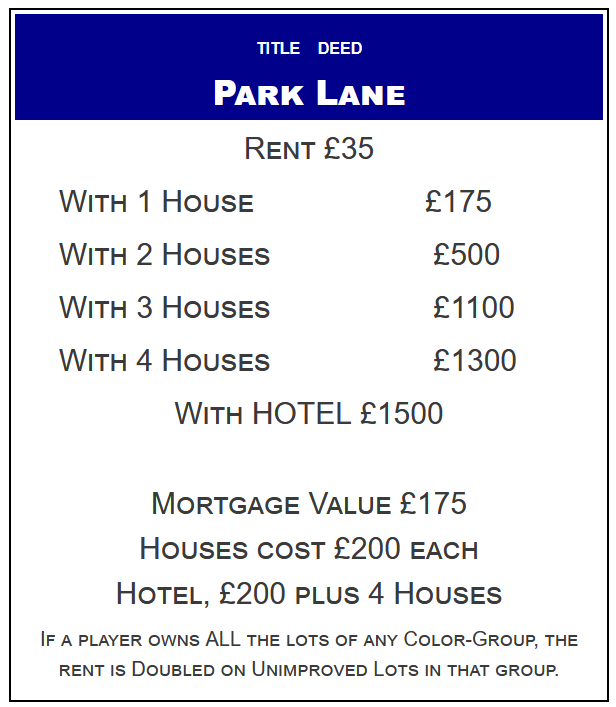 TITLE DEED
PARK LANE
RENT £35
WITH 1 HOUSE £175
WITH 2 HOUSES £500
WITH 3 HOUSES £1100
WITH 4 HOUSES £1300
WITH HOTEL £1500
MORTGAGE VALUE £175
HOUSES COST £200 EACH
HOTEL, £200 PLUS 4 HOUSES
IF A PLAYER OWNS ALL THE LOTS OF ANY COLOR-GROUP, THE
RENT IS DOUBLED ON UNIMPROVED LOTS IN THAT GROUP.